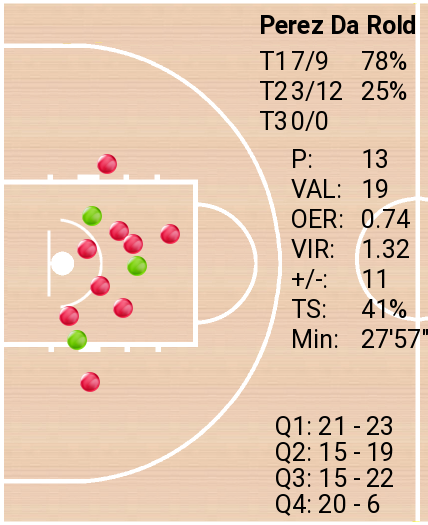 Perez Da Rold
T1 7/9 78%
T2 3/12 25%
T3 0/0
P: 13
VAL: 19
OER: 0.74
VIR: 1.32
+/-: 11
TS: 41%
Min: 27'57"
Q1: 21 - 23
Q2: 15 - 19
Q3: 15 - 22
Q4: 20 - 6